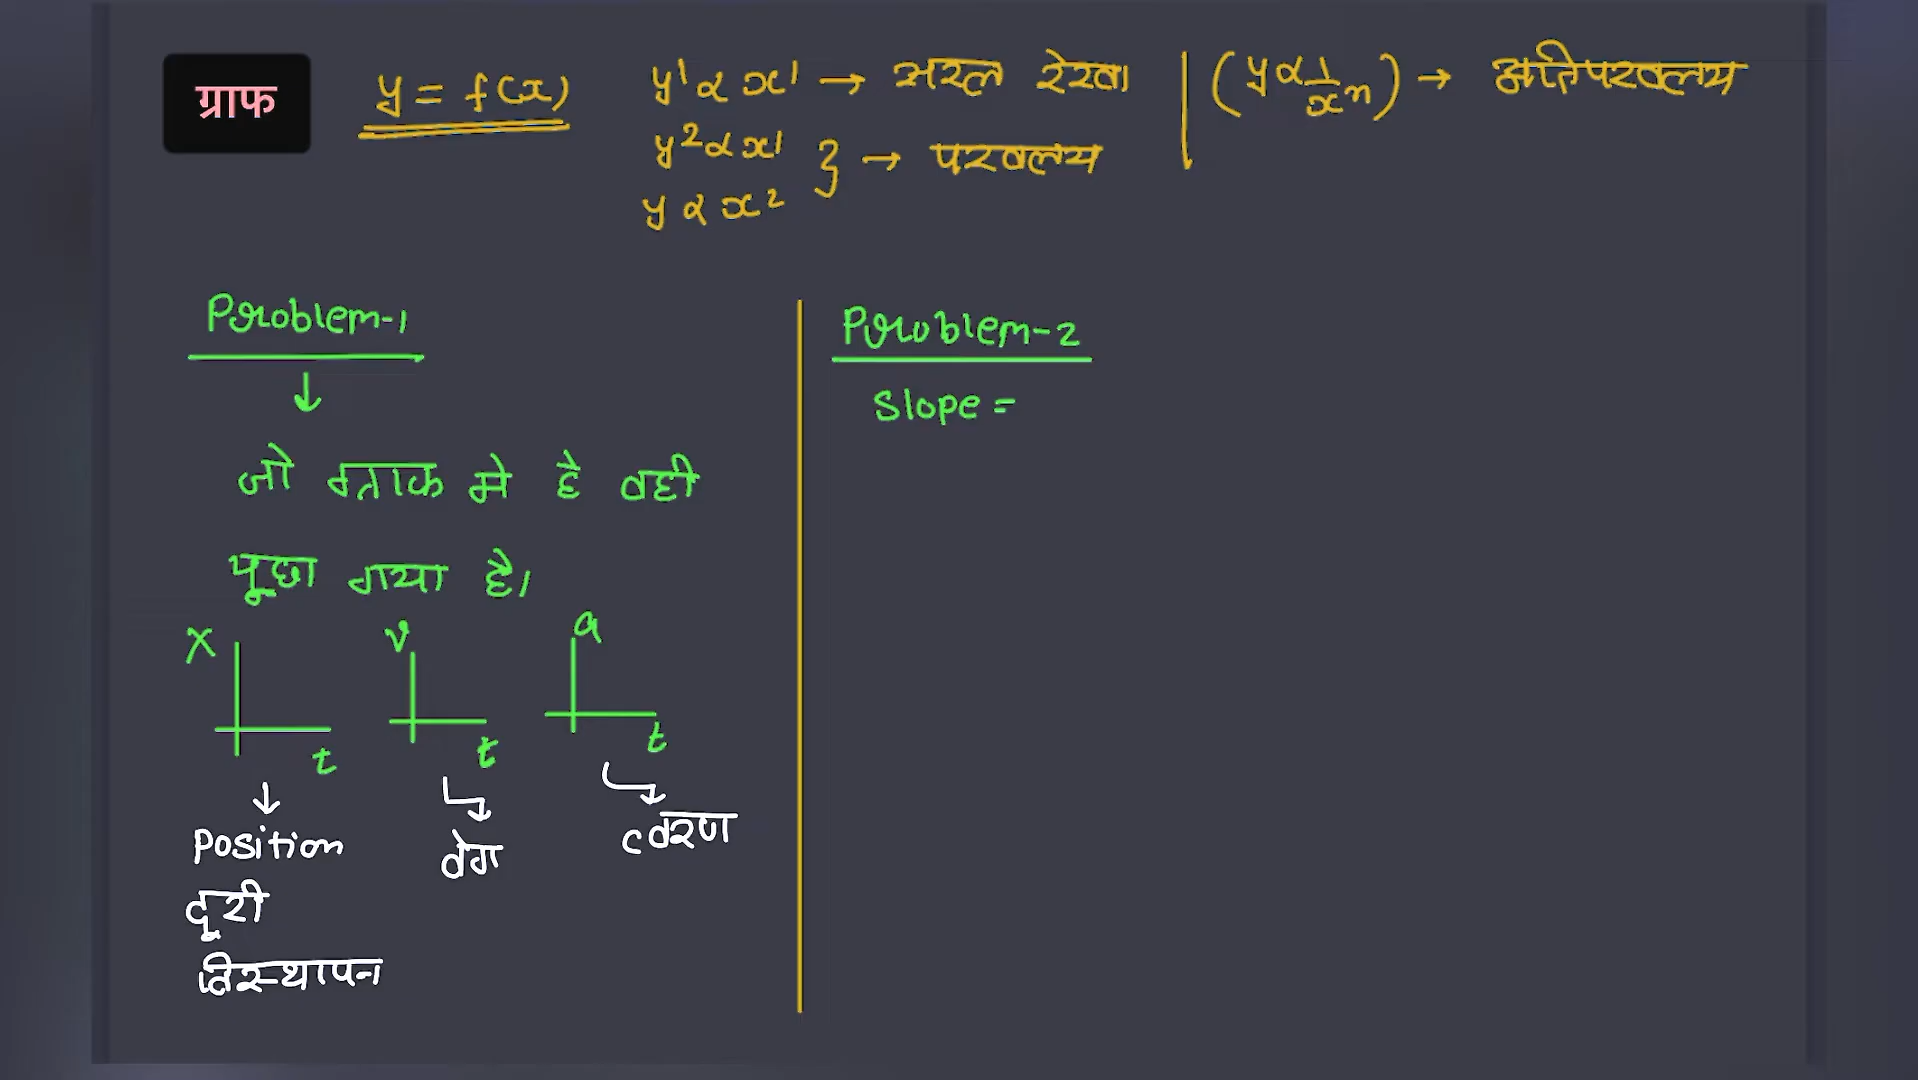 ग्राफ
y = f(x)
y¹ ∝ x¹ → सरल रेखा
y² ∝ x¹
y ∝ x² } → परवलय
(y ∝ 1/xⁿ) → अतिपरवलय
Problem-1
↓
जो ग्राफ मे है वही
पूछा गया है।
x t
v t
a t
↓ Position
दूरी
विस्थापन
वेग
त्वरण
Problem-2
Slope =